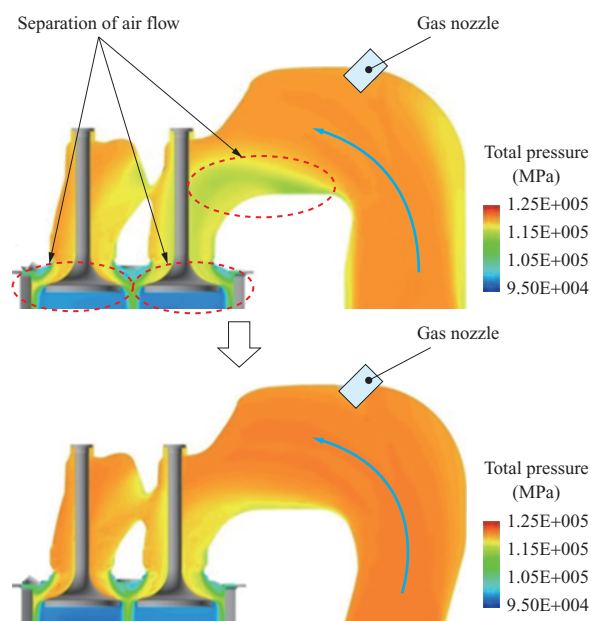 Separation of air flow
Gas nozzle
Total pressure
(MPa)
1.25E+005
1.15E+005
1.05E+005
9.50E+004
Gas nozzle
Total pressure
(MPa)
1.25E+005
1.15E+005
1.05E+005
9.50E+004